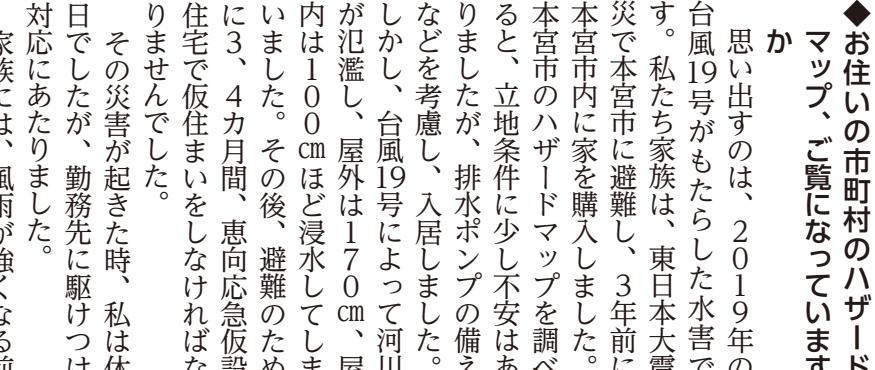 ◆お住いの市町村のハザード
マップ、ご覧になっています
か
思い出すのは、2019年の
台風19号がもたらした水害で
す。私たち家族は、東日本大震
災で本宮市に避難し、3年前に
本宮市内に家を購入しました。
本宮市のハザードマップを調べ
ると、立地条件に少し不安はあ
りましたが、排水ポンプの備え
などを考慮し、入居しました。
しかし、台風19号によって河川
が氾濫し、屋外は170㎝、屋
内は100㎝ほど浸水してしま
いました。その後、避難のため
に3、4カ月間、恵向応急仮設
住宅で仮住まいをしなければな
りませんでした。
その災害が起きた時、私は休
日でしたが、勤務先に駆けつけ
対応にあたりました。
家族には、風雨が強くなる前